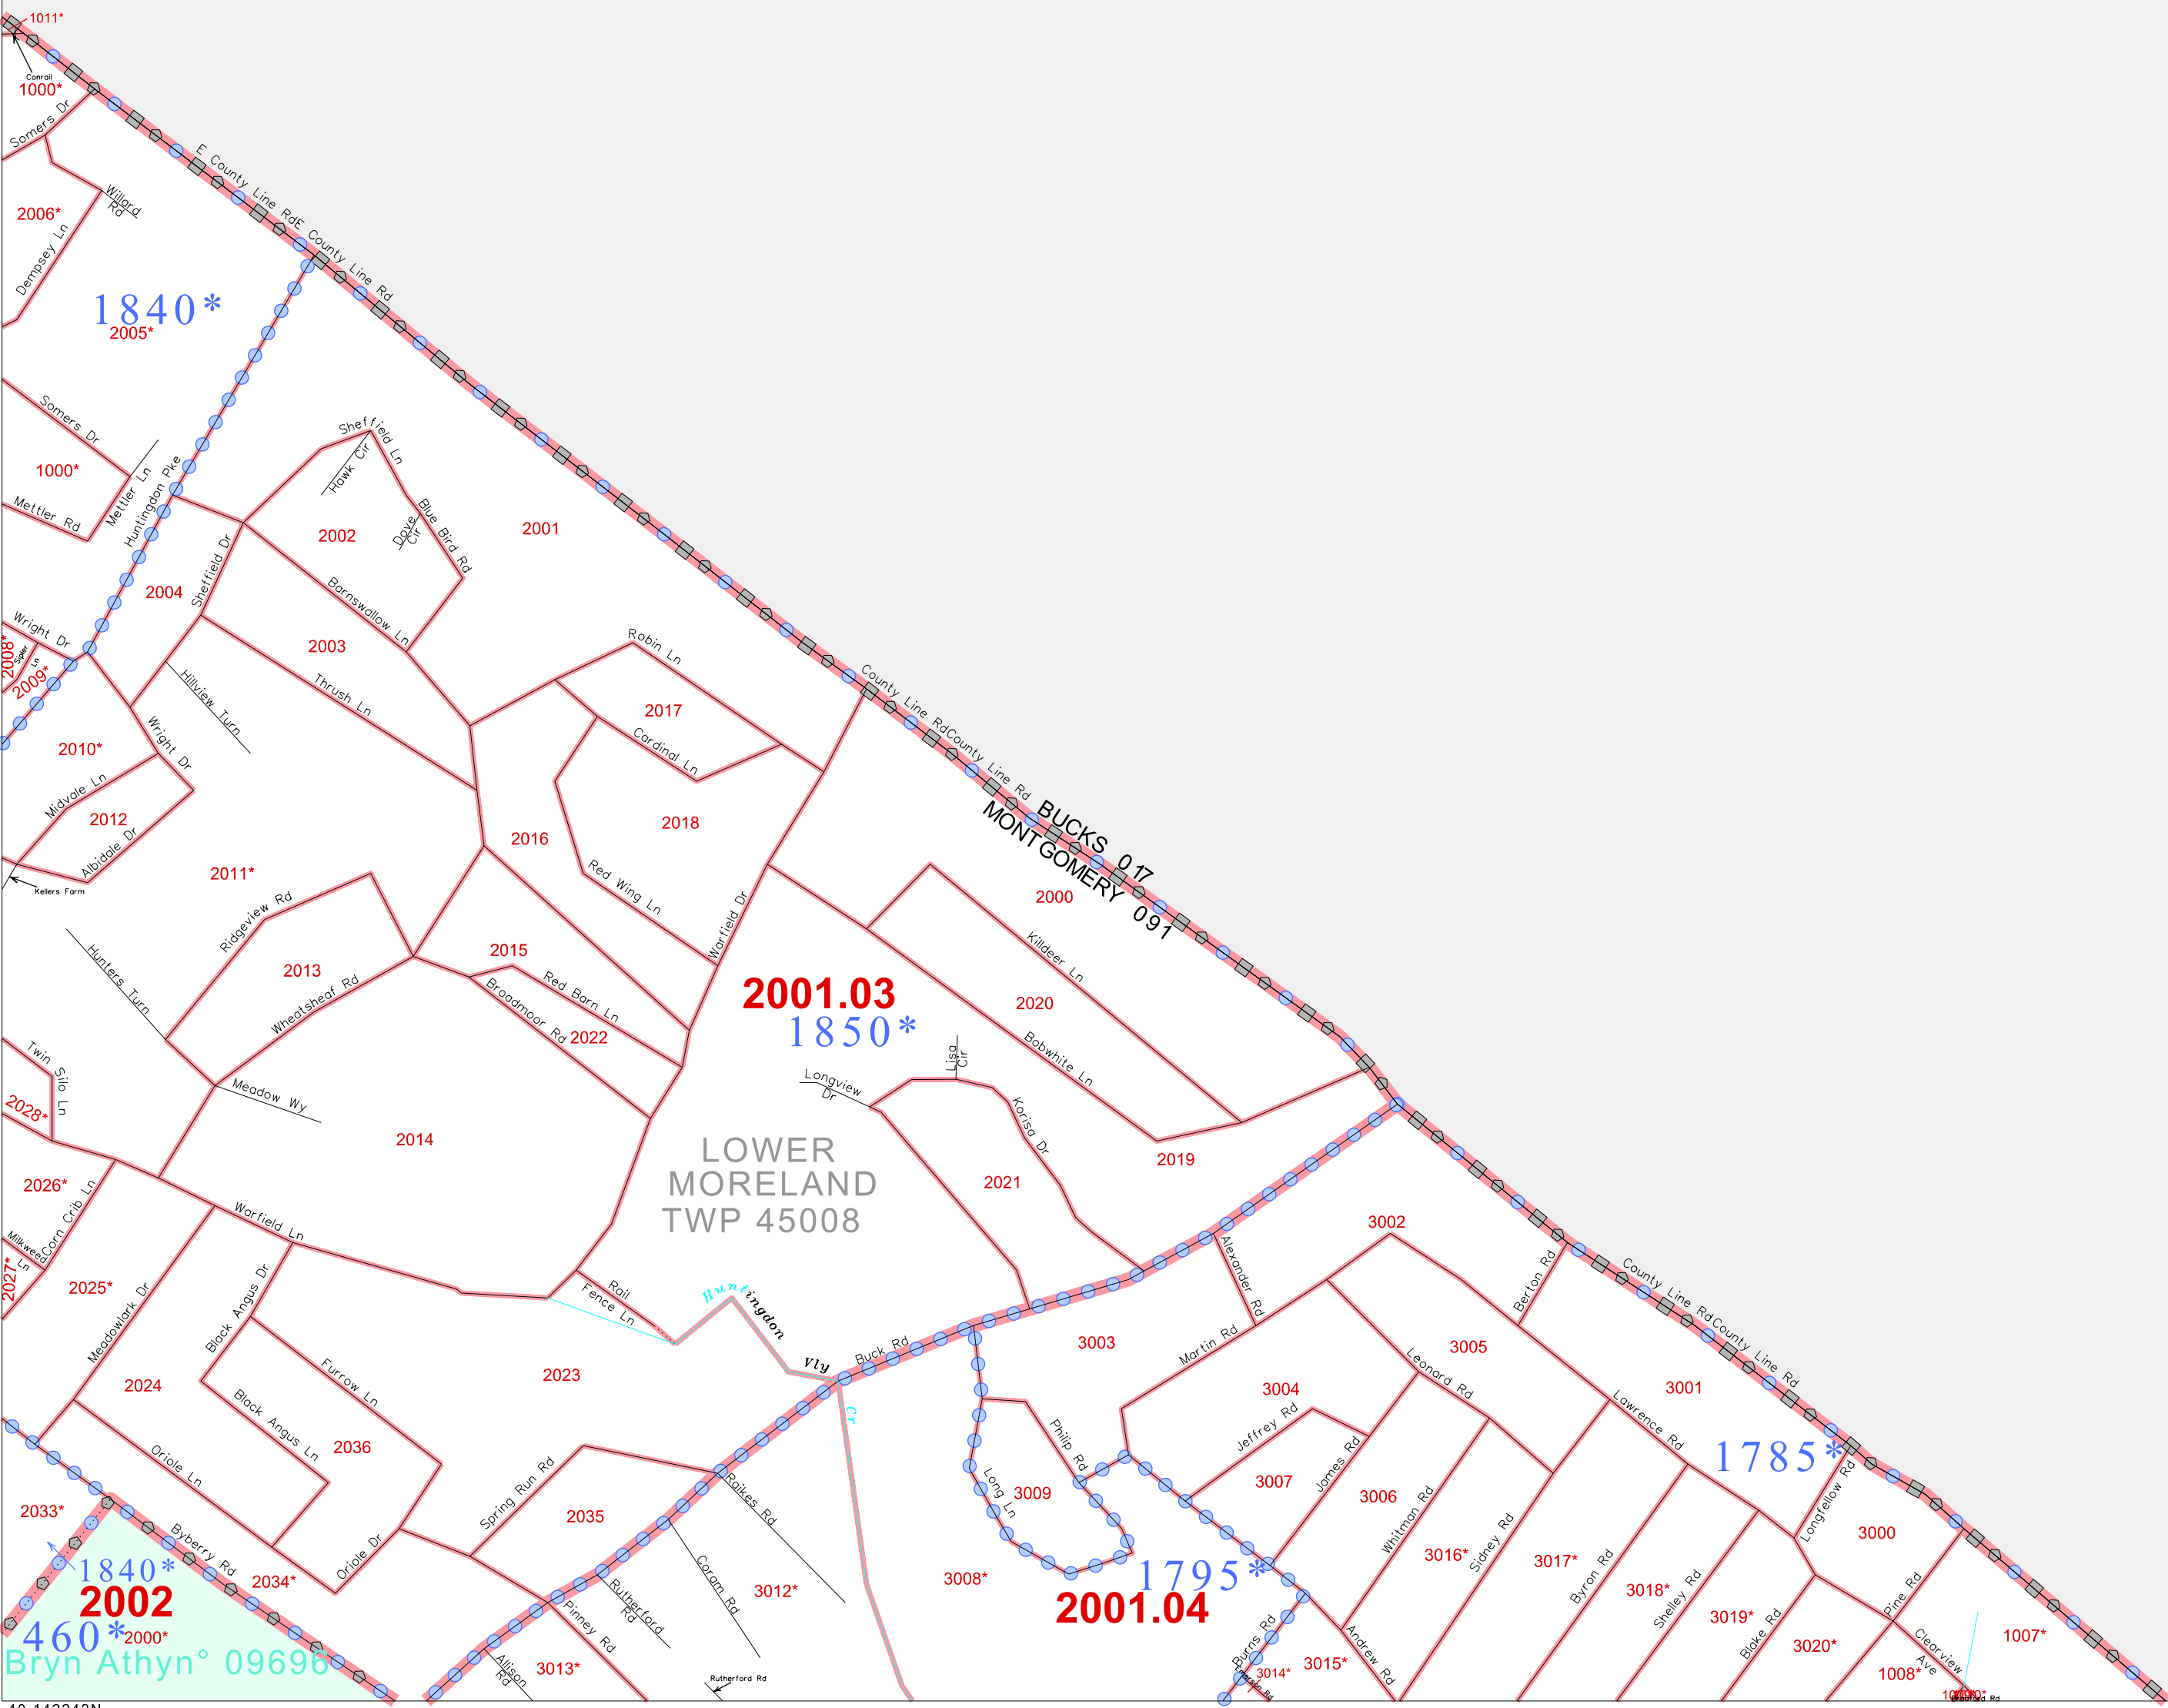 1011*
Conrail
1000*
Somers Dr
E County Line Rd
E County Line Rd
2006*
Willard Rd
Dempsey Ln
1840*
2005*
Somers Dr
1000*
Mettler Ln
Mettler Rd
Huntingdon Pke
Sheffield Ln
Hawk Cir
2002
Dove Cir
Blue Bird Rd
2001
2004
Sheffield Dr
Barnswallow Ln
2003
Wright Dr
2008*
Sipler Ln
2009*
Hillview Turn
Thrush Ln
Robin Ln
2017
Cardinal Ln
County Line Rd
County Line Rd
2010*
Wright Dr
Midvale Ln
2012
Albidale Dr
Kellers Farm
2011*
2016
2018
Red Wing Ln
Warfield Dr
BUCKS 017
MONTGOMERY 091
2000
Killdeer Ln
2020
Bobwhite Ln
Ridgeview Rd
2013
Wheatsheaf Rd
Hunters Turn
2015
Red Barn Ln
Broadmoor Rd
2022
2001.03
1850*
Lisa Cir
Longview Dr
Korisa Dr
2021
2019
Twin Silo Ln
2028*
Meadow Wy
2014
LOWER
MORELAND
TWP 45008
2026*
Corn Crib Ln
Milkweed Ln
2027*
2025*
Warfield Ln
Meadowlark Dr
Black Angus Dr
2024
Furrow Ln
Black Angus Ln
2036
Oriole Ln
Oriole Dr
Rail Fence Ln
Huntingdon Vly Cr
2023
Buck Rd
Spring Run Rd
2035
Raikes Rd
Coram Rd
3012*
Rutherford Rd
Pinney Rd
Allison Rd
3013*
Rutherford Rd
2033*
Byberry Rd
2034*
1840*
2002
460*
2000*
Bryn Athyn° 09696
3002
Alexander Rd
Berton Rd
County Line Rd
County Line Rd
3003
Martin Rd
3005
Leonard Rd
3004
Jeffrey Rd
3001
Lawrence Rd
1785*
Philip Rd
Long Ln
3009
3007
James Rd
3006
Whitman Rd
3016*
Sidney Rd
3017*
Byron Rd
3018*
Shelley Rd
3019*
Blake Rd
3020*
Longfellow Rd
3000
Pine Rd
Clearview Ave
1007*
1008*
Bradford Rd
3008*
1795*
2001.04
Burns Rd
3014*
3015*
Andrew Rd